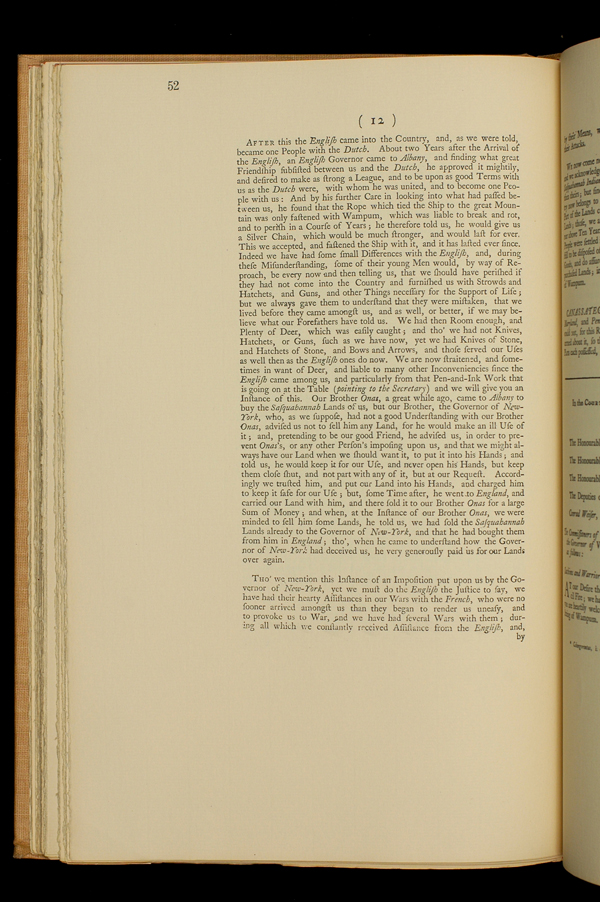 52
( 12 )
AFTER this the Engliſh came into the Country, and, as we were told,
became one People with the Dutch. About two Years after the Arrival of
the Engliſh, an Engliſh Governor came to Albany, and finding what great
Friendſhip ſubſiſted between us and the Dutch, he approved it mightily,
and deſired to make as ſtrong a League, and to be upon as good Terms with
us as the Dutch were, with whom he was united, and to become one Peo-
ple with us: And by his further Care in looking into what had paſſed be-
tween us, he found that the Rope which tied the Ship to the great Moun-
tain was only faſtened with Wampum, which was liable to break and rot,
and to periſh in a Courſe of Years; he therefore told us, he would give us
a Silver Chain, which would be much ſtronger, and would laſt for ever.
This we accepted, and faſtened the Ship with it, and it has laſted ever ſince.
Indeed we have had ſome ſmall Differences with the Engliſh, and, during
theſe Miſunderſtanding, ſome of their young Men would, by way of Re-
proach, be every now and then telling us, that we ſhould have periſhed if
they had not come into the Country and furniſhed us with Strowds and
Hatchets, and Guns, and other Things neceſſary for the Support of Life;
but we always gave them to underſtand that they were miſtaken, that we
lived before they came amongſt us, and as well, or better, if we may be-
lieve what our Forefathers have told us. We had then Room enough, and
Plenty of Deer, which was eaſily caught; and tho' we had not Knives,
Hatchets, or Guns, ſuch as we have now, yet we had Knives of Stone,
and Hatchets of Stone, and Bows and Arrows, and thoſe ſerved our Uſes
as well then as the Engliſh ones do now. We are now ſtraitened, and ſome-
times in want of Deer, and liable to many other Inconveniencies ſince the
Engliſh came among us, and particularly from that Pen-and-Ink Work that
is going on at the Table (pointing to the Secretary) and we will give you an
Inſtance of this. Our Brother Onas, a great while ago, came to Albany to
buy the Saſquahannah Lands of us, but our Brother, the Governor of New-
York, who, as we ſuppoſe, had not a good Underſtanding with our Brother
Onas, adviſed us not to ſell him any Land, for he would make an ill Uſe of
it; and, pretending to be our good Friend, he adviſed us, in order to pre-
vent Onas's, or any other Perſon's impoſing upon us, and that we might al-
ways have our Land when we ſhould want it, to put it into his Hands; and
told us, he would keep it for our Uſe, and never open his Hands, but keep
them cloſe ſhut, and not part with any of it, but at our Requeſt. Accord-
ingly we truſted him, and put our Land into his Hands, and charged him
to keep it ſafe for our Uſe; but, ſome Time after, he went to England, and
carried our Land with him, and there ſold it to our Brother Onas for a large
Sum of Money; and when, at the Inſtance of our Brother Onas, we were
minded to ſell him ſome Lands, he told us, we had ſold the Saſquahannah
Lands already to the Governor of New-York, and that he had bought them
from him in England; tho', when he came to underſtand how the Gover-
nor of New-York had deceived us, he very generouſly paid us for our Lands
over again.
THO' we mention this Inſtance of an Impoſition put upon us by the Go-
vernor of New-York, yet we muſt do the Engliſh the Juſtice to ſay, we
have had their hearty Aſſiſtances in our Wars with the French, who were no
ſooner arrived amongſt us than they began to render us uneaſy, and
to provoke us to War, and we have had ſeveral Wars with them; dur-
ing all which we conſtantly received Aſſiſtance from the Engliſh, and,
by